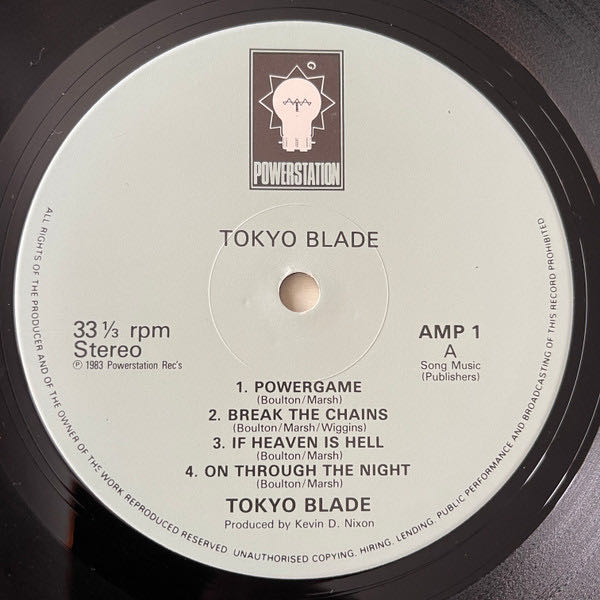 POWERSTATION
TOKYO BLADE
33 ⅓ rpm
Stereo
℗ 1983 Powerstation Rec's
AMP 1
A
Song Music
(Publishers)
1. POWERGAME
(Boulton/Marsh)
2. BREAK THE CHAINS
(Boulton/Marsh/Wiggins)
3. IF HEAVEN IS HELL
(Boulton/Marsh)
4. ON THROUGH THE NIGHT
(Boulton/Marsh)
TOKYO BLADE
Produced by Kevin D. Nixon
ALL RIGHTS OF THE PRODUCER AND OF THE OWNER OF THE WORK REPRODUCED RESERVED. UNAUTHORISED COPYING, HIRING, LENDING, PUBLIC PERFORMANCE AND BROADCASTING OF THIS RECORD PROHIBITED